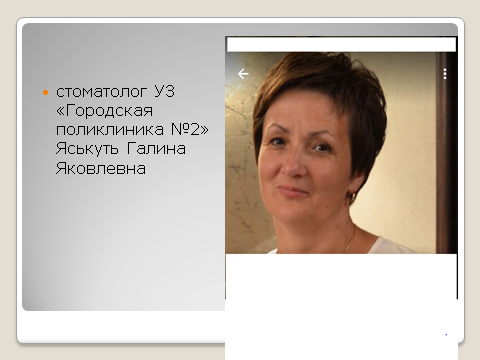 стоматолог УЗ
«Городская
поликлиника №2»
Яськуть Галина
Яковлевна